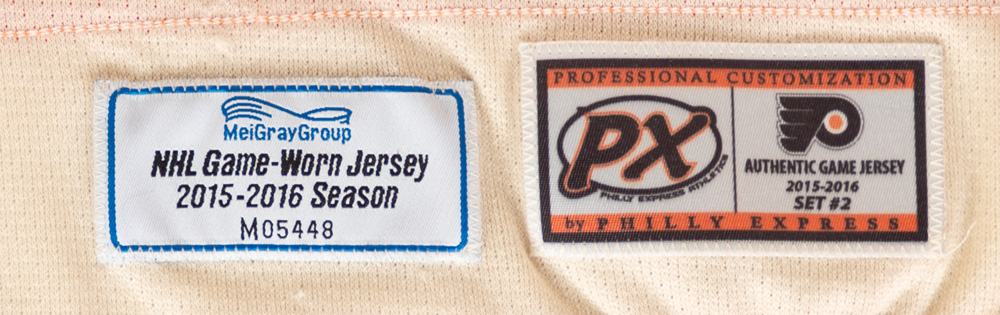 MeiGrayGroup
NHL Game-Worn Jersey
2015-2016 Season
M05448
PROFESSIONAL CUSTOMIZATION
PX
PHILLY EXPRESS ATHLETICS
AUTHENTIC GAME JERSEY
2015-2016
SET #2
by PHILLY EXPRESS